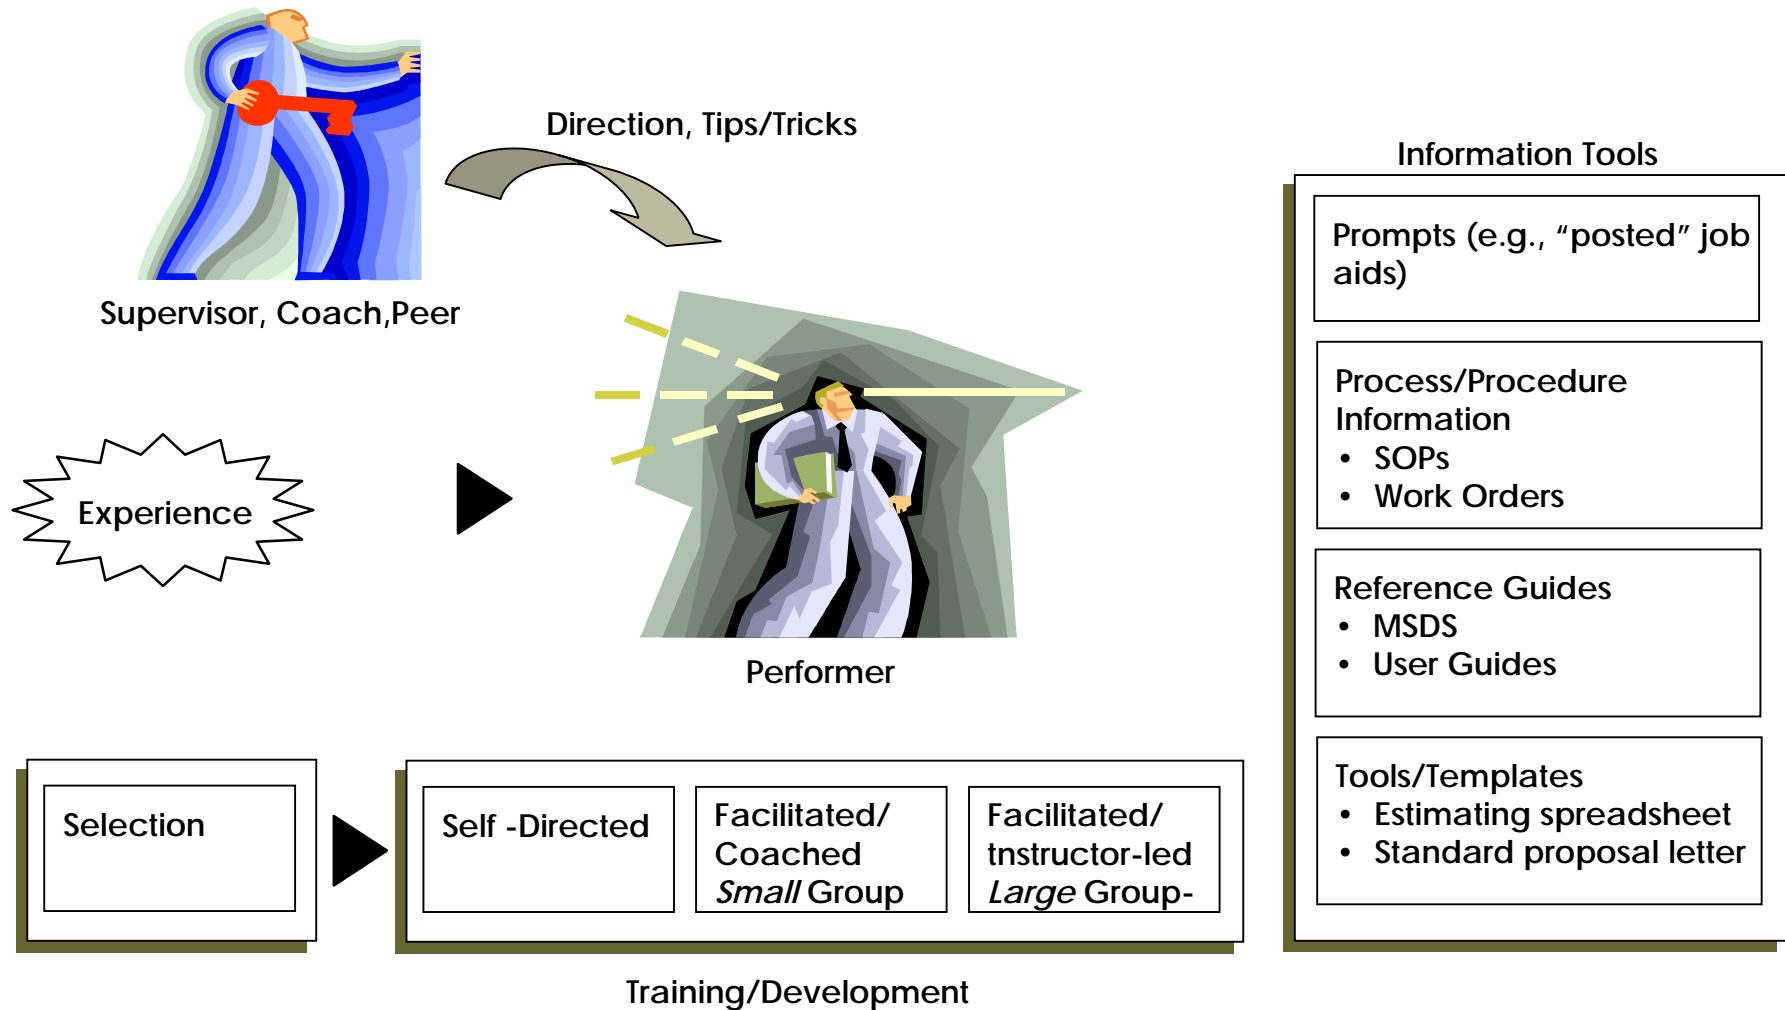 Direction, Tips/Tricks
Supervisor, Coach,Peer
Experience
Performer
Selection
Self -Directed
Facilitated/
Coached
Small Group
Facilitated/
tnstructor-led
Large Group-
Training/Development
Information Tools
Prompts (e.g., “posted” job
aids)
Process/Procedure
Information
• SOPs
• Work Orders
Reference Guides
• MSDS
• User Guides
Tools/Templates
• Estimating spreadsheet
• Standard proposal letter